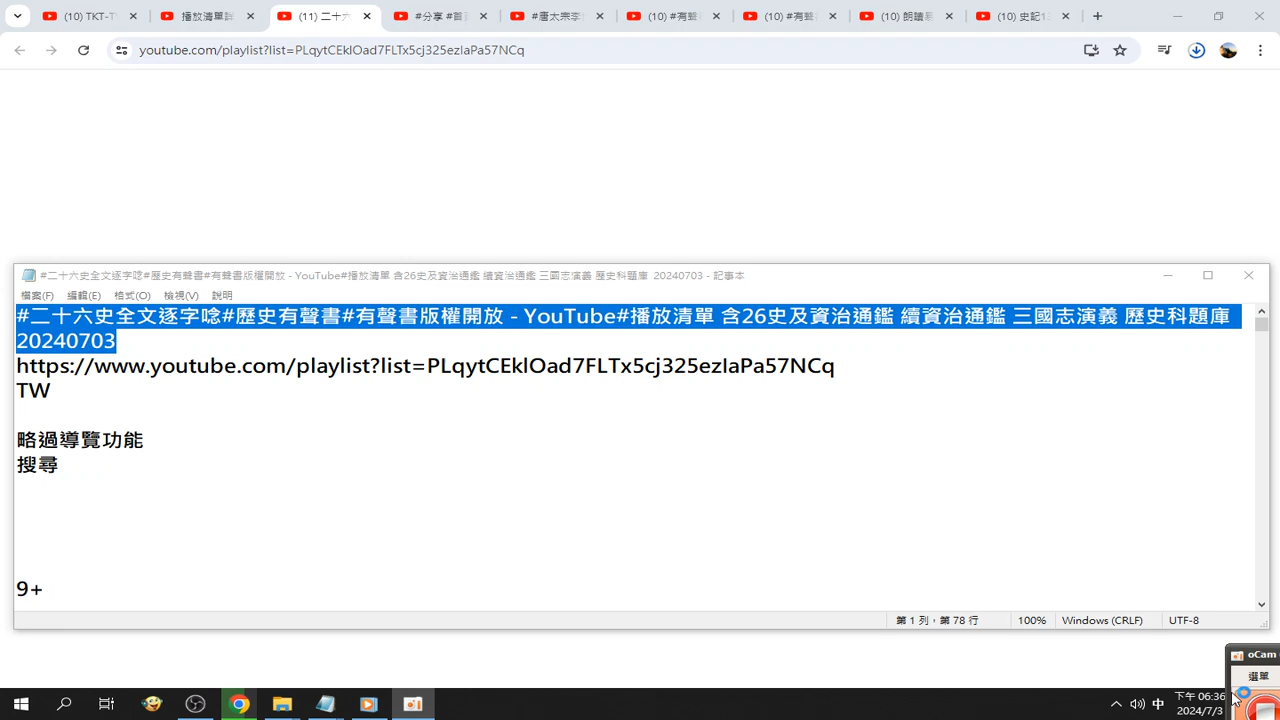 (10) TKT-T
播放清單詳
(11) 二十六
#分享 #首
#唐太宗李
(10) #有聲
(10) #有聲
(10) 朗讀
(10) 史記1
youtube.com/playlist?list=PLqytCEklOad7FLTx5cj325ezIaPa57NCq
#二十六史全文逐字唸#歷史有聲書#有聲書版權開放 - YouTube#播放清單 含26史及資治通鑑 續資治通鑑 三國志演義 歷史科題庫 20240703 - 記事本
檔案(F) 編輯(E) 格式(O) 檢視(V) 說明
#二十六史全文逐字唸#歷史有聲書#有聲書版權開放 - YouTube#播放清單 含26史及資治通鑑 續資治通鑑 三國志演義 歷史科題庫
20240703
https://www.youtube.com/playlist?list=PLqytCEklOad7FLTx5cj325ezIaPa57NCq
TW
略過導覽功能
搜尋
9+
第 1 列，第 78 行 100% Windows (CRLF) UTF-8
oCam
選單
中
下午 06:36
2024/7/3